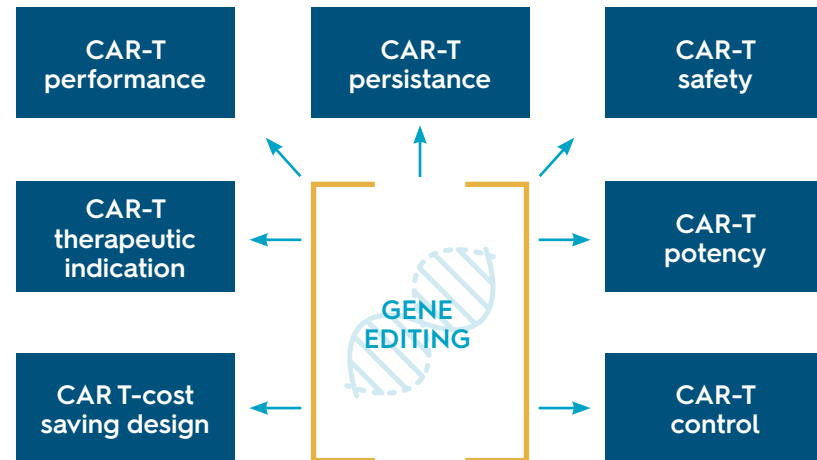 CAR-T
performance
CAR-T
persistance
CAR-T
safety
CAR-T
therapeutic
indication
GENE
EDITING
CAR-T
potency
CAR T-cost
saving design
CAR-T
control